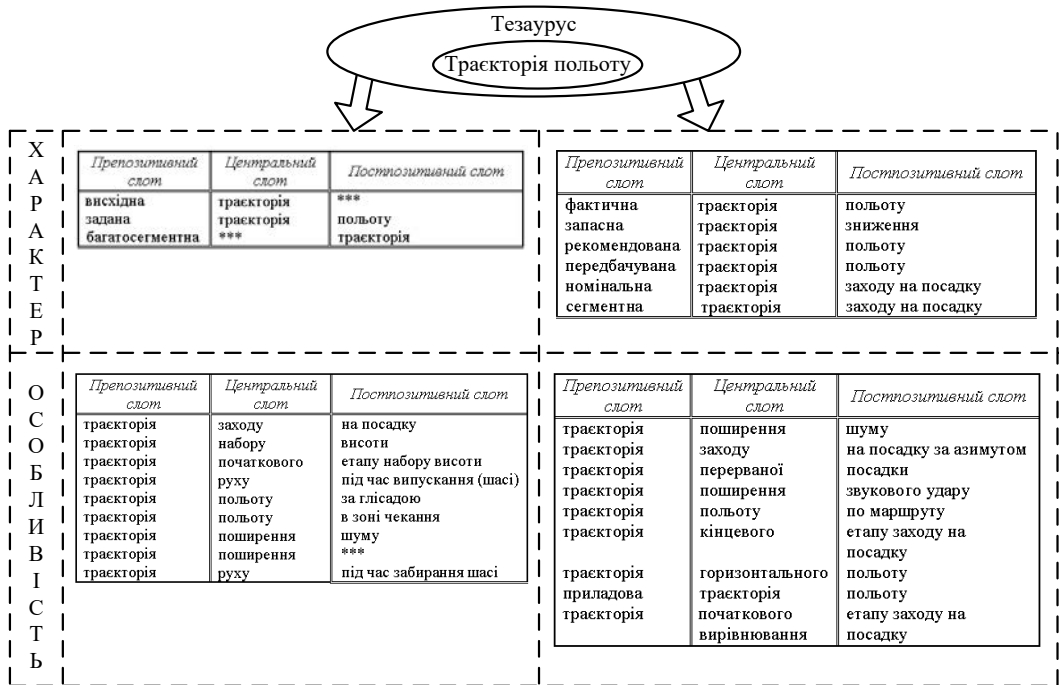 Тезаурус
Траєкторія польоту
ХАРАКТЕР
Препозитивний слот Центральний слот Постпозитивний слот
висхідна траєкторія ***
задана траєкторія польоту
багатосегментна *** траєкторія
Препозитивний слот Центральний слот Постпозитивний слот
фактична траєкторія польоту
запасна траєкторія зниження
рекомендована траєкторія польоту
передбачувана траєкторія польоту
номінальна траєкторія заходу на посадку
сегментна траєкторія заходу на посадку
ОСОБЛИВІСТЬ
Препозитивний слот Центральний слот Постпозитивний слот
траєкторія заходу на посадку
траєкторія набору висоти
траєкторія початкового етапу набору висоти
траєкторія руху під час випускання (шасі)
траєкторія польоту за глісадою
траєкторія польоту в зоні чекання
траєкторія поширення шуму
траєкторія поширення ***
траєкторія руху під час забирання шасі
Препозитивний слот Центральний слот Постпозитивний слот
траєкторія поширення шуму
траєкторія заходу на посадку за азимутом
траєкторія перерваної посадки
траєкторія поширення звукового удару
траєкторія польоту по маршруту
траєкторія кінцевого етапу заходу на
посадку
траєкторія горизонтального польоту
приладова траєкторія польоту
траєкторія початкового етапу заходу на
вирівнювання посадку